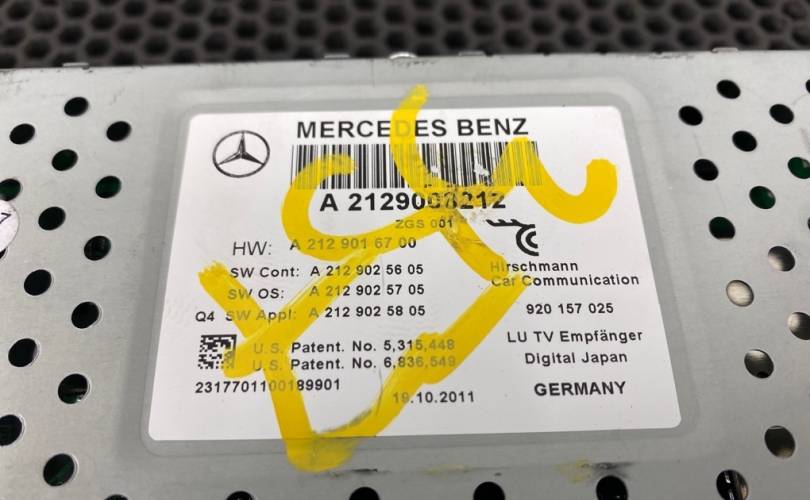 MERCEDES BENZ
A 2129008212
ZGS 001
HW: A 212 901 67 00
SW Cont: A 212 902 56 05
SW OS: A 212 902 57 05
Q4 SW Appl: A 212 902 58 05
U.S. Patent. No. 5,315,448
U.S. Patent. No. 6,836,549
2317701100189901
19.10.2011
Hirschmann
Car Communication
920 157 025
LU TV Empfänger
Digital Japan
GERMANY
7